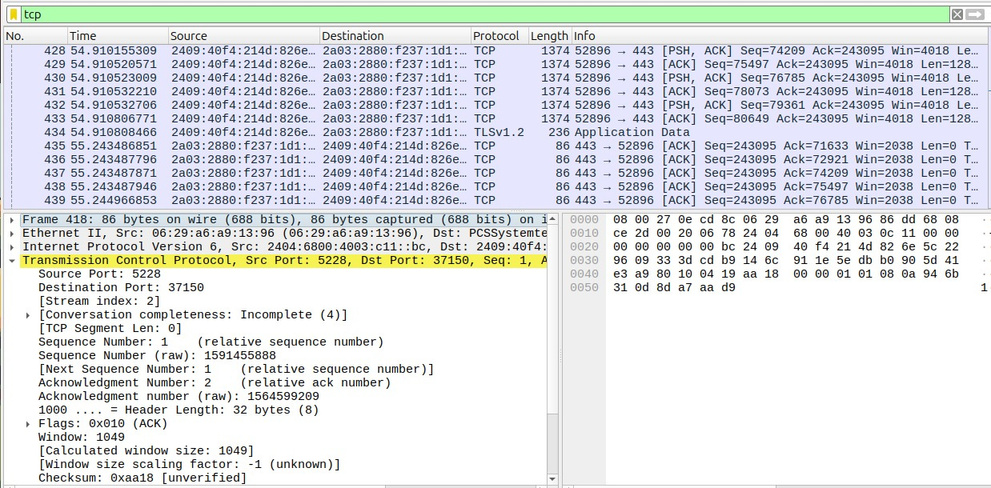 tcp
No. Time Source Destination Protocol Length Info
428 54.910155309 2409:40f4:214d:826e… 2a03:2880:f237:1d1:… TCP 1374 52896 → 443 [PSH, ACK] Seq=74209 Ack=243095 Win=4018 Le…
429 54.910520571 2409:40f4:214d:826e… 2a03:2880:f237:1d1:… TCP 1374 52896 → 443 [ACK] Seq=75497 Ack=243095 Win=4018 Len=128…
430 54.910523009 2409:40f4:214d:826e… 2a03:2880:f237:1d1:… TCP 1374 52896 → 443 [PSH, ACK] Seq=76785 Ack=243095 Win=4018 Le…
431 54.910532210 2409:40f4:214d:826e… 2a03:2880:f237:1d1:… TCP 1374 52896 → 443 [ACK] Seq=78073 Ack=243095 Win=4018 Len=128…
432 54.910532706 2409:40f4:214d:826e… 2a03:2880:f237:1d1:… TCP 1374 52896 → 443 [PSH, ACK] Seq=79361 Ack=243095 Win=4018 Le…
433 54.910806771 2409:40f4:214d:826e… 2a03:2880:f237:1d1:… TCP 1374 52896 → 443 [ACK] Seq=80649 Ack=243095 Win=4018 Len=128…
434 54.910808466 2409:40f4:214d:826e… 2a03:2880:f237:1d1:… TLSv1.2 236 Application Data
435 55.243486851 2a03:2880:f237:1d1:… 2409:40f4:214d:826e… TCP 86 443 → 52896 [ACK] Seq=243095 Ack=71633 Win=2038 Len=0 T…
436 55.243487796 2a03:2880:f237:1d1:… 2409:40f4:214d:826e… TCP 86 443 → 52896 [ACK] Seq=243095 Ack=72921 Win=2038 Len=0 T…
437 55.243487871 2a03:2880:f237:1d1:… 2409:40f4:214d:826e… TCP 86 443 → 52896 [ACK] Seq=243095 Ack=74209 Win=2038 Len=0 T…
438 55.243487946 2a03:2880:f237:1d1:… 2409:40f4:214d:826e… TCP 86 443 → 52896 [ACK] Seq=243095 Ack=75497 Win=2038 Len=0 T…
439 55.244966853 2a03:2880:f237:1d1:… 2409:40f4:214d:826e… TCP 86 443 → 52896 [ACK] Seq=243095 Ack=76785 Win=2038 Len=0 T…
Frame 418: 86 bytes on wire (688 bits), 86 bytes captured (688 bits) on i
Ethernet II, Src: 06:29:a6:a9:13:96 (06:29:a6:a9:13:96), Dst: PCSSystemte
Internet Protocol Version 6, Src: 2404:6800:4003:c11::bc, Dst: 2409:40f4:
Transmission Control Protocol, Src Port: 5228, Dst Port: 37150, Seq: 1, A
Source Port: 5228
Destination Port: 37150
[Stream index: 2]
[Conversation completeness: Incomplete (4)]
[TCP Segment Len: 0]
Sequence Number: 1 (relative sequence number)
Sequence Number (raw): 1591455888
[Next Sequence Number: 1 (relative sequence number)]
Acknowledgment Number: 2 (relative ack number)
Acknowledgment number (raw): 1564599209
1000 .... = Header Length: 32 bytes (8)
Flags: 0x010 (ACK)
Window: 1049
[Calculated window size: 1049]
[Window size scaling factor: -1 (unknown)]
Checksum: 0xaa18 [unverified]
0000 08 00 27 0e cd 8c 06 29 a6 a9 13 96 86 dd 68 08
0010 ce 2d 00 20 06 78 24 04 68 00 40 03 0c 11 00 00
0020 00 00 00 00 00 bc 24 09 40 f4 21 4d 82 6e 5c 22
0030 96 09 33 3d cd b9 14 6c 91 1e 5e db b0 90 5d 41
0040 e3 a9 80 10 04 19 aa 18 00 00 01 01 08 0a 94 6b
0050 31 0d 8d a7 aa d9 1